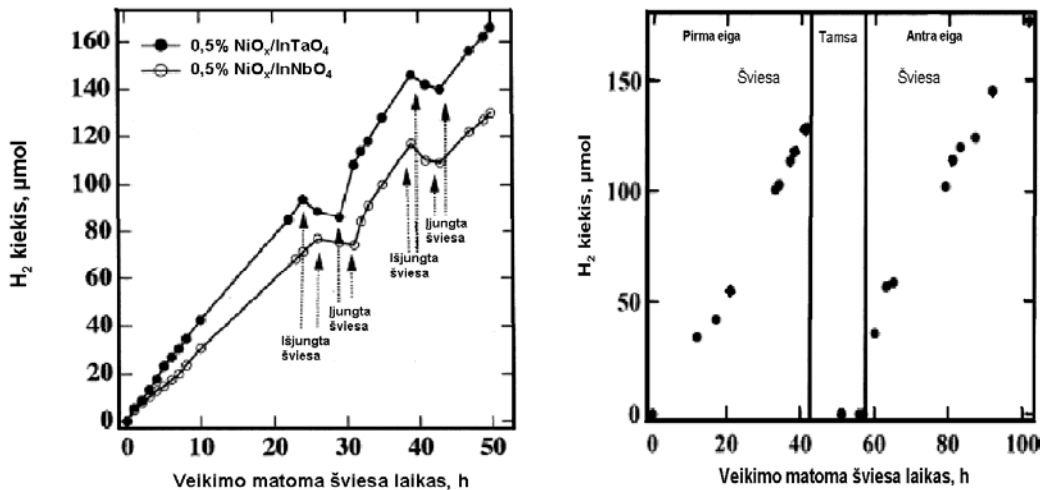 H₂ kiekis, µmol
160
140
120
100
80
60
40
20
0
0,5% NiOₓ/InTaO₄
0,5% NiOₓ/InNbO₄
Išjungta
šviesa
Įjungta
šviesa
Išjungta
šviesa
Įjungta
šviesa
0 10 20 30 40 50
Veikimo matoma šviesa laikas, h
H₂ kiekis, µmol
150
100
50
0
Pirma eiga
Tamsa
Antra eiga
Šviesa
Šviesa
0 20 40 60 80 100
Veikimo matoma šviesa laikas, h